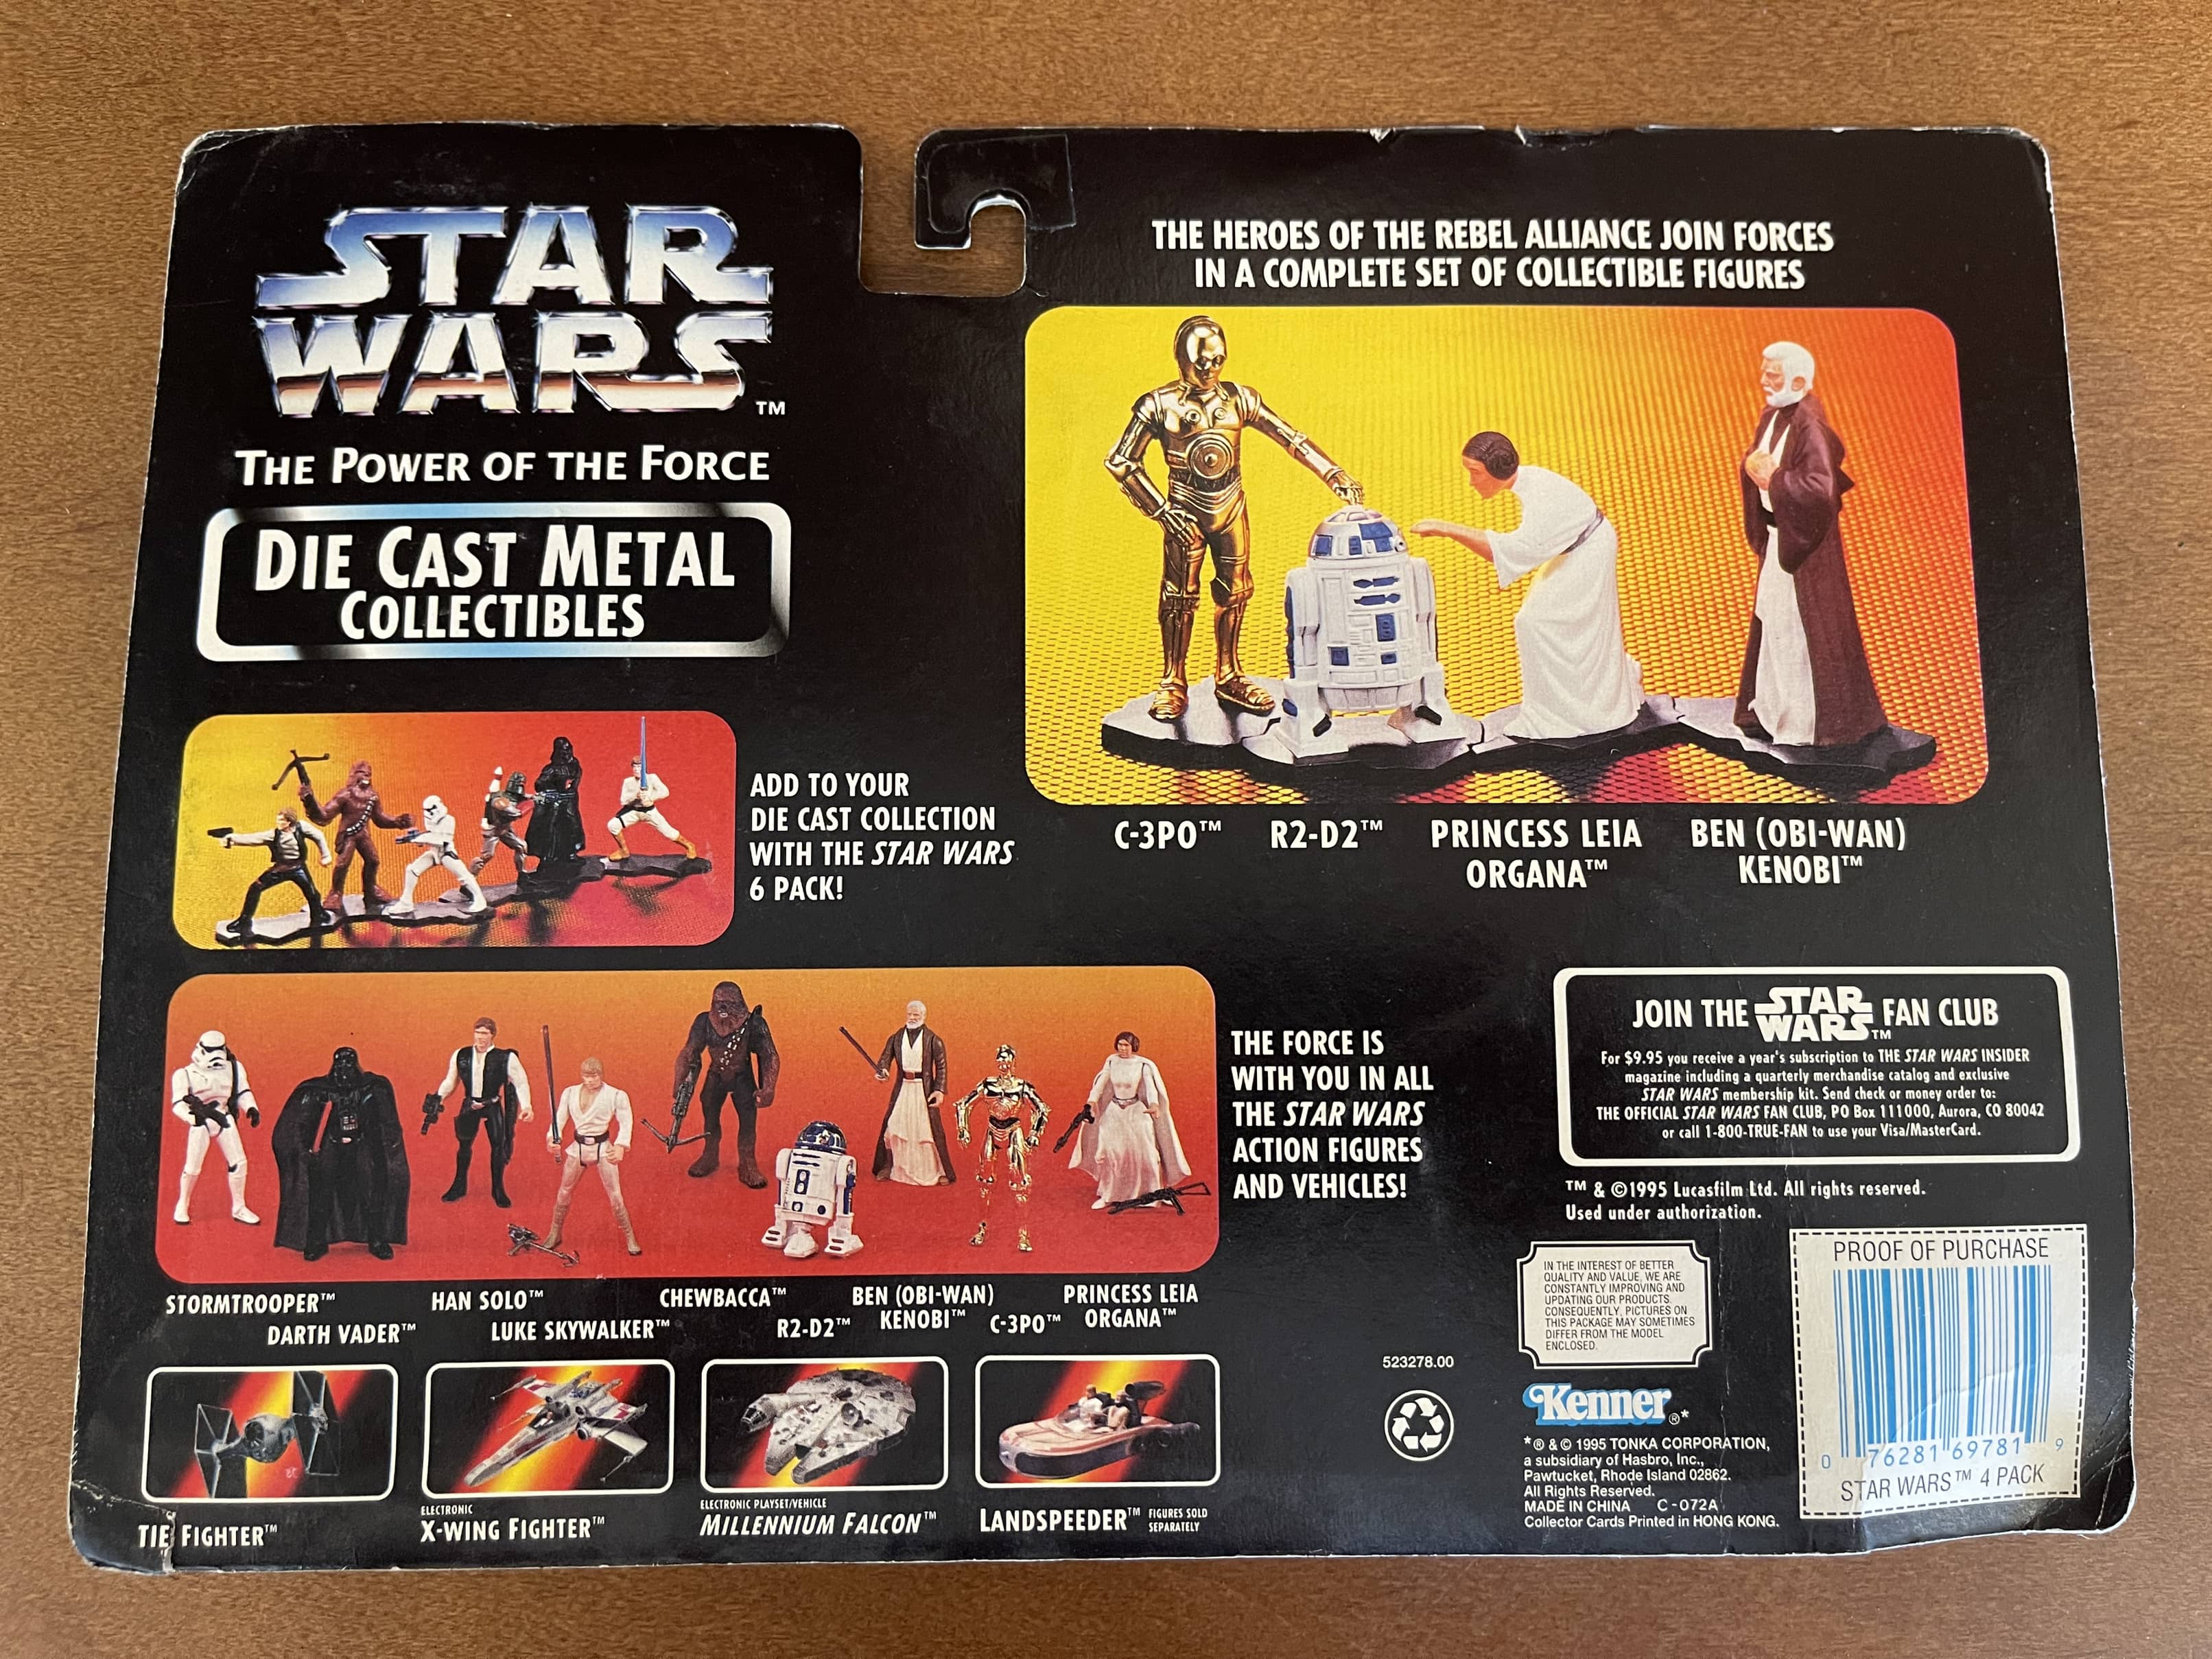 STAR
WARS™
THE POWER OF THE FORCE
DIE CAST METAL
COLLECTIBLES
THE HEROES OF THE REBEL ALLIANCE JOIN FORCES
IN A COMPLETE SET OF COLLECTIBLE FIGURES
C-3PO™
R2-D2™
PRINCESS LEIA
ORGANA™
BEN (OBI-WAN)
KENOBI™
ADD TO YOUR
DIE CAST COLLECTION
WITH THE STAR WARS
6 PACK!
THE FORCE IS
WITH YOU IN ALL
THE STAR WARS
ACTION FIGURES
AND VEHICLES!
STORMTROOPER™
DARTH VADER™
HAN SOLO™
LUKE SKYWALKER™
CHEWBACCA™
R2-D2™
BEN (OBI-WAN)
KENOBI™
C-3PO™
PRINCESS LEIA
ORGANA™
TIE FIGHTER™
ELECTRONIC
X-WING FIGHTER™
ELECTRONIC PLAYSET/VEHICLE
MILLENNIUM FALCON™
LANDSPEEDER™
FIGURES SOLD
SEPARATELY
JOIN THE STAR WARS™ FAN CLUB
For $9.95 you receive a year's subscription to THE STAR WARS INSIDER
magazine including a quarterly merchandise catalog and exclusive
STAR WARS membership kit. Send check or money order to:
THE OFFICIAL STAR WARS FAN CLUB, PO Box 111000, Aurora, CO 80042
or call 1-800-TRUE-FAN to use your Visa/MasterCard.
™ & ©1995 Lucasfilm Ltd. All rights reserved.
Used under authorization.
IN THE INTEREST OF BETTER
QUALITY AND VALUE, WE ARE
CONSTANTLY IMPROVING AND
UPDATING OUR PRODUCTS.
CONSEQUENTLY, PICTURES ON
THIS PACKAGE MAY SOMETIMES
DIFFER FROM THE MODEL
ENCLOSED.
523278.00
Kenner®*
*® & © 1995 TONKA CORPORATION,
a subsidiary of Hasbro, Inc.,
Pawtucket, Rhode Island 02862.
All Rights Reserved.
MADE IN CHINA C-072A
Collector Cards Printed in HONG KONG.
PROOF OF PURCHASE
0 76281 69781 9
STAR WARS™ 4 PACK